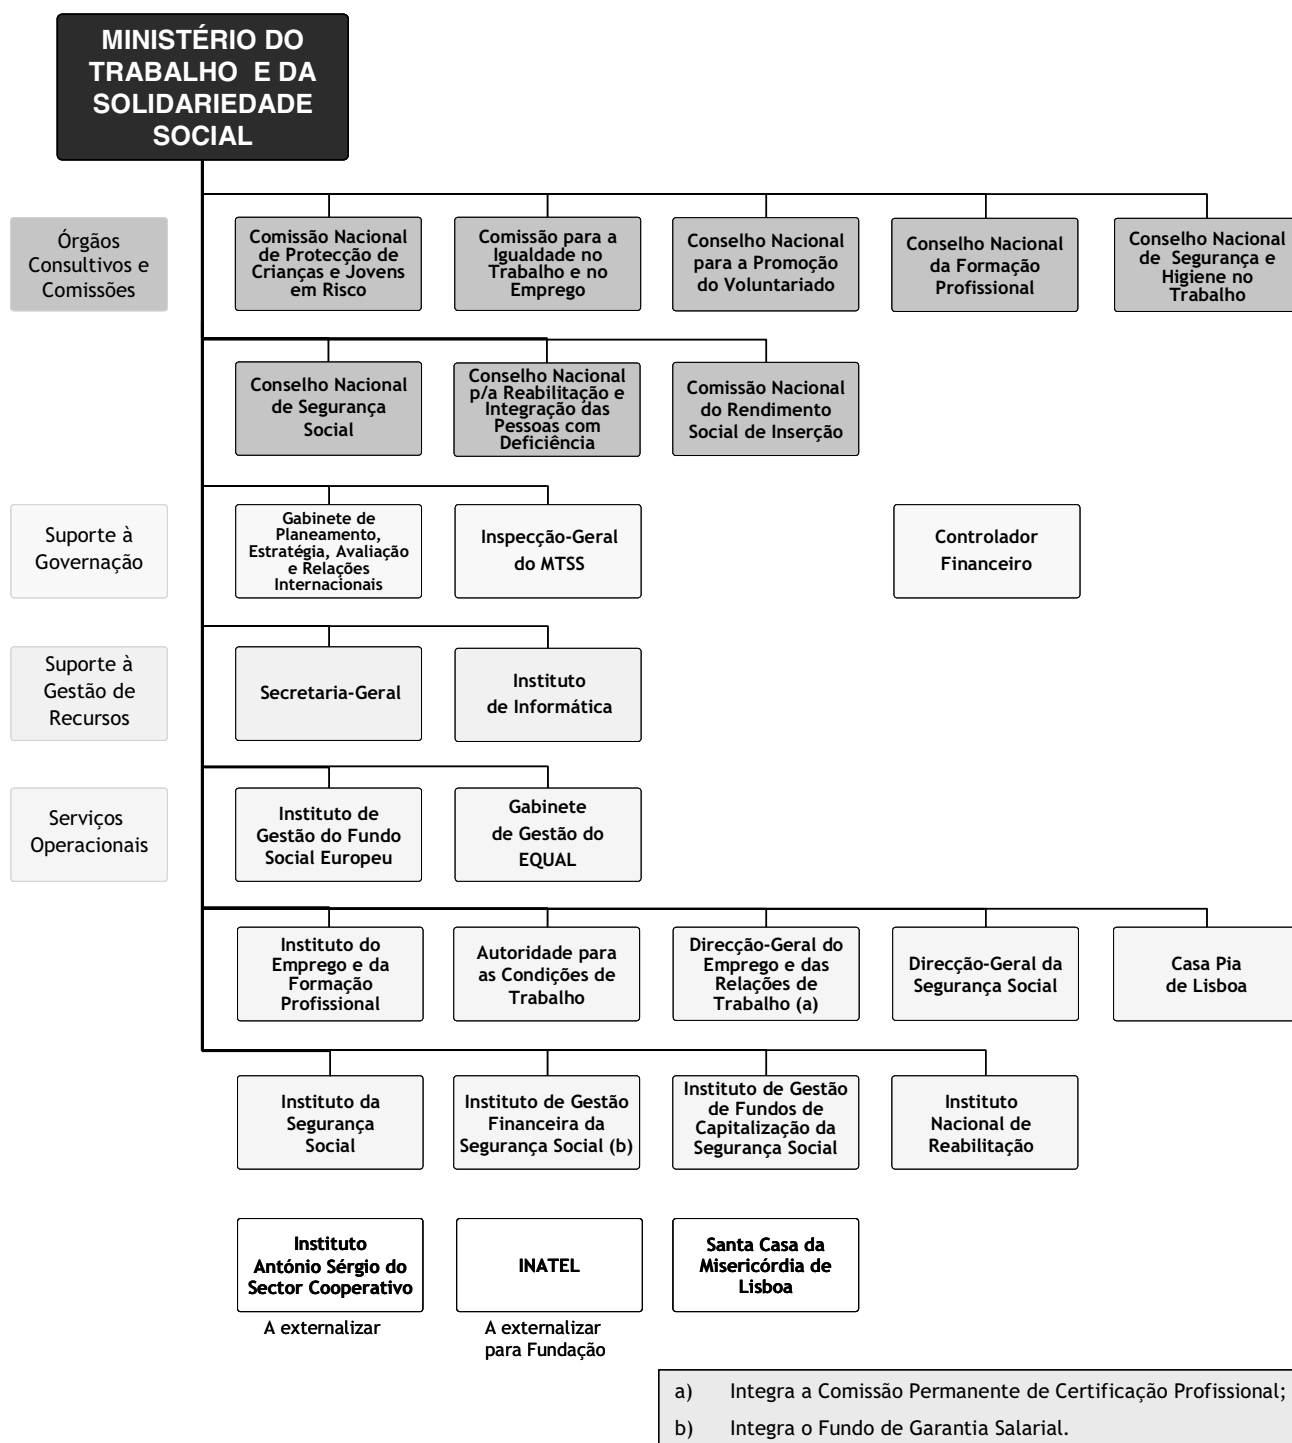 MINISTÉRIO DO
TRABALHO E DA
SOLIDARIEDADE
SOCIAL
Órgãos
Consultivos e
Comissões
Comissão Nacional
de Protecção de
Crianças e Jovens
em Risco
Comissão para a
Igualdade no
Trabalho e no
Emprego
Conselho Nacional
para a Promoção
do Voluntariado
Conselho Nacional
da Formação
Profissional
Conselho Nacional
de Segurança e
Higiene no
Trabalho
Conselho Nacional
de Segurança
Social
Conselho Nacional
p/a Reabilitação e
Integração das
Pessoas com
Deficiência
Comissão Nacional
do Rendimento
Social de Inserção
Suporte à
Governação
Gabinete de
Planeamento,
Estratégia, Avaliação
e Relações
Internacionais
Inspecção-Geral
do MTSS
Controlador
Financeiro
Suporte à
Gestão de
Recursos
Secretaria-Geral
Instituto
de Informática
Serviços
Operacionais
Instituto de
Gestão do Fundo
Social Europeu
Gabinete
de Gestão do
EQUAL
Instituto do
Emprego e da
Formação
Profissional
Autoridade para
as Condições de
Trabalho
Direcção-Geral do
Emprego e das
Relações de
Trabalho (a)
Direcção-Geral da
Segurança Social
Casa Pia
de Lisboa
Instituto da
Segurança
Social
Instituto de Gestão
Financeira da
Segurança Social (b)
Instituto de Gestão
de Fundos de
Capitalização da
Segurança Social
Instituto
Nacional de
Reabilitação
Instituto
António Sérgio do
Sector Cooperativo
A externalizar
INATEL
A externalizar
para Fundação
Santa Casa da
Misericórdia de
Lisboa
a) Integra a Comissão Permanente de Certificação Profissional;
b) Integra o Fundo de Garantia Salarial.